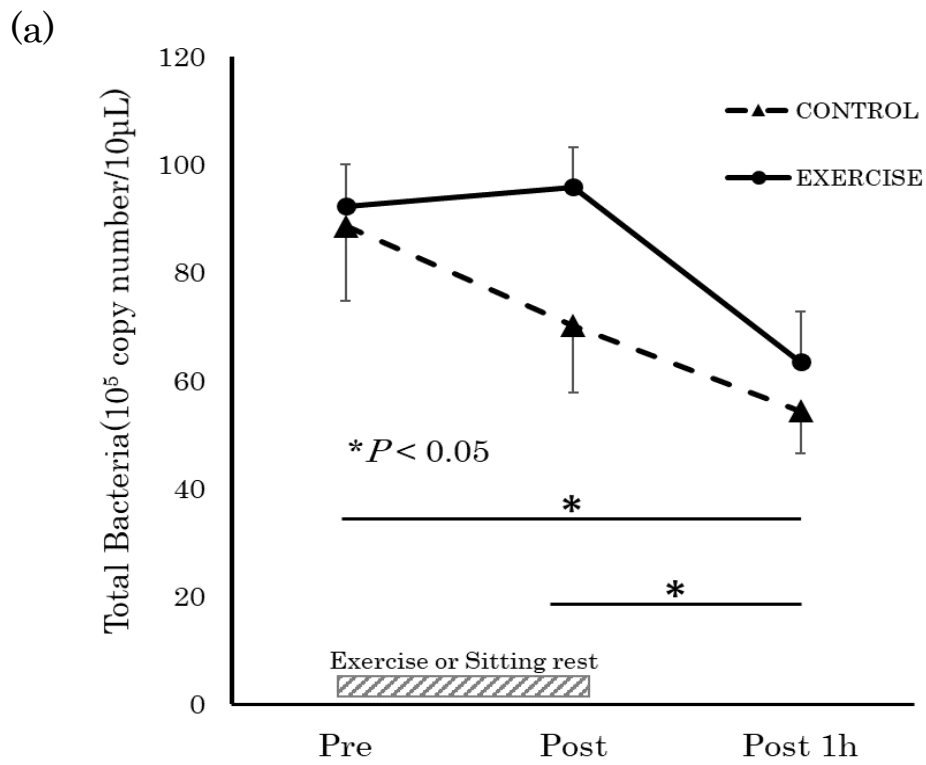 (a)
Total Bacteria(10⁵ copy number/10μL)
120
100
80
60
40
20
0
CONTROL
EXERCISE
*P < 0.05
*
*
Exercise or Sitting rest
Pre
Post
Post 1h